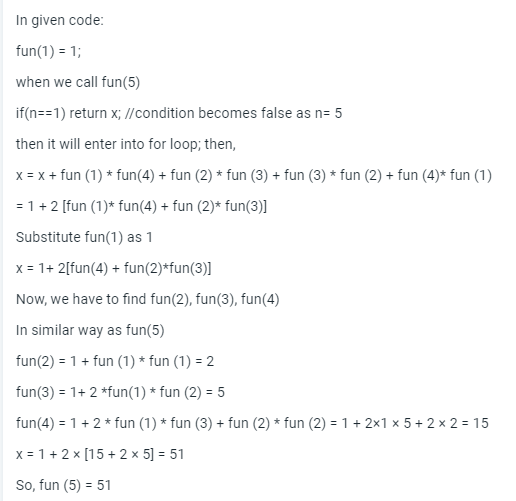 In given code:
fun(1) = 1;
when we call fun(5)
if(n==1) return x; //condition becomes false as n= 5
then it will enter into for loop; then,
x = x + fun (1) * fun(4) + fun (2) * fun (3) + fun (3) * fun (2) + fun (4)* fun (1)
= 1 + 2 [fun (1)* fun(4) + fun (2)* fun(3)]
Substitute fun(1) as 1
x = 1+ 2[fun(4) + fun(2)*fun(3)]
Now, we have to find fun(2), fun(3), fun(4)
In similar way as fun(5)
fun(2) = 1 + fun (1) * fun (1) = 2
fun(3) = 1+ 2 *fun(1) * fun (2) = 5
fun(4) = 1 + 2 * fun (1) * fun (3) + fun (2) * fun (2) = 1 + 2×1 × 5 + 2 × 2 = 15
x = 1 + 2 × [15 + 2 × 5] = 51
So, fun (5) = 51